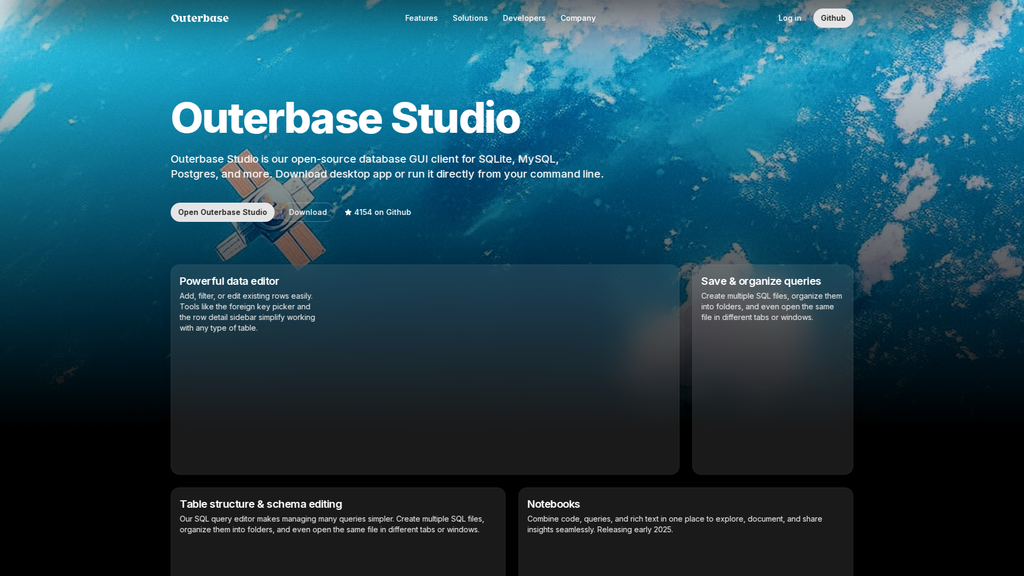 Outerbase
Features
Solutions
Developers
Company
Log in
Github
Outerbase Studio
Outerbase Studio is our open-source database GUI client for SQLite, MySQL,
Postgres, and more. Download desktop app or run it directly from your command line.
Open Outerbase Studio
Download
4154 on Github
Powerful data editor
Add, filter, or edit existing rows easily.
Tools like the foreign key picker and
the row detail sidebar simplify working
with any type of table.
Save & organize queries
Create multiple SQL files, organize them
into folders, and even open the same
file in different tabs or windows.
Table structure & schema editing
Our SQL query editor makes managing many queries simpler. Create multiple SQL files,
organize them into folders, and even open the same file in different tabs or windows.
Notebooks
Combine code, queries, and rich text in one place to explore, document, and share
insights seamlessly. Releasing early 2025.